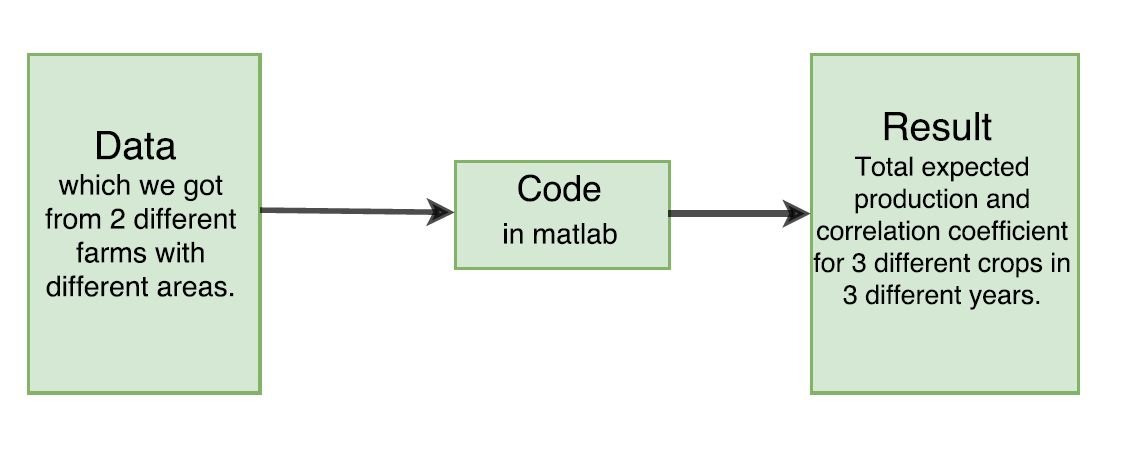 Data
which we got
from 2 different
farms with
different areas.
Code
in matlab
Result
Total expected
production and
correlation coefficient
for 3 different crops in
3 different years.